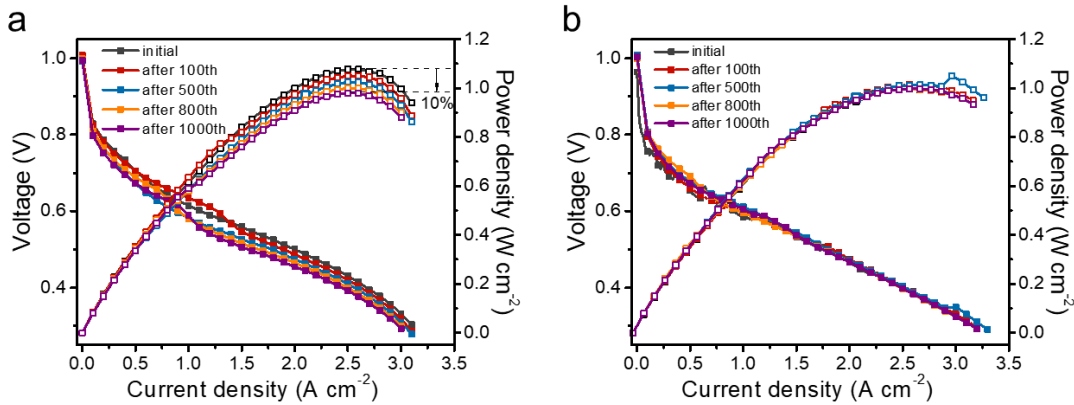 a
initial
after 100th
after 500th
after 800th
after 1000th
10%
1.0
0.8
0.6
0.4
Voltage (V)
1.2
1.0
0.8
0.6
0.4
0.2
0.0
Power density (W cm⁻²)
0.0 0.5 1.0 1.5 2.0 2.5 3.0 3.5
Current density (A cm⁻²)
b
initial
after 100th
after 500th
after 800th
after 1000th
1.0
0.8
0.6
0.4
Voltage (V)
1.2
1.0
0.8
0.6
0.4
0.2
0.0
Power density (W cm⁻²)
0.0 0.5 1.0 1.5 2.0 2.5 3.0 3.5
Current density (A cm⁻²)